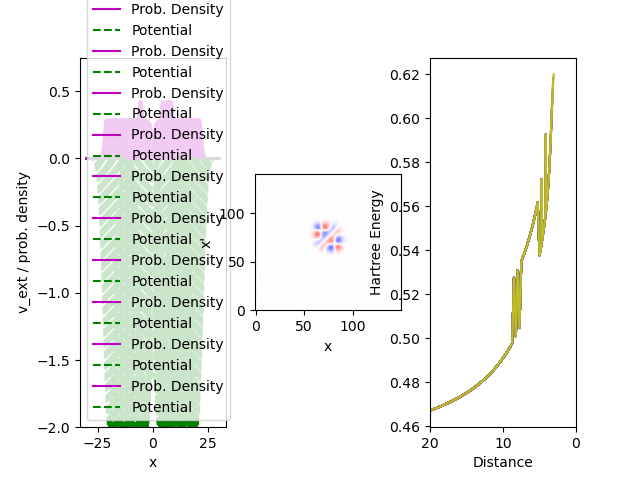 Prob. Density
Potential
Prob. Density
Potential
Prob. Density
Potential
Prob. Density
Potential
Prob. Density
Potential
Prob. Density
Potential
Prob. Density
Potential
Prob. Density
Potential
Prob. Density
Potential
Prob. Density
Potential
0.5
0.0
−0.5
−1.0
−1.5
−2.0
−25
0
25
x
v_ext / prob. density
100
50
0
0
50
100
x
x'
0.62
0.60
0.58
0.56
0.54
0.52
0.50
0.48
0.46
20
10
0
Distance
Hartree Energy